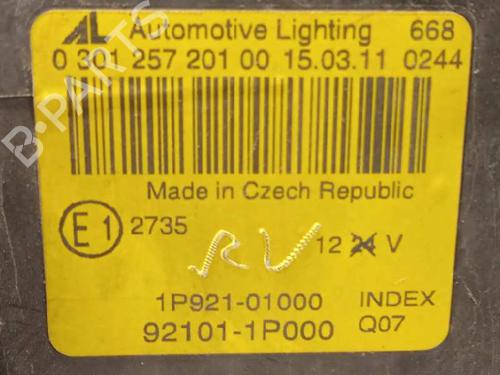 AL Automotive Lighting 668
0 301 257 201 00 15.03.11 0244
Made in Czech Republic
E1 2735
RV
12 24 V
1P921-01000 INDEX
92101-1P000 Q07
B-PARTS